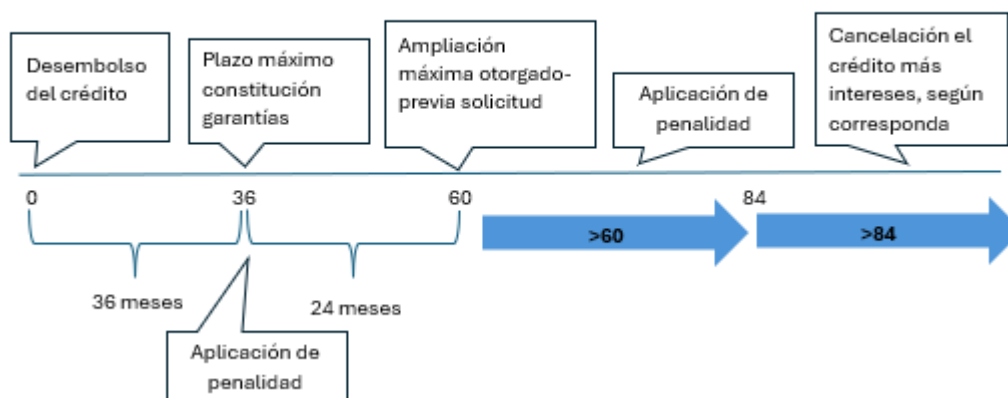 Desembolso
del crédito
Plazo máximo
constitución
garantías
Ampliación
máxima otorgado-
previa solicitud
Aplicación de
penalidad
Cancelación el
crédito más
intereses, según
corresponda
0
36
60
84
>60
>84
36 meses
24 meses
Aplicación de
penalidad